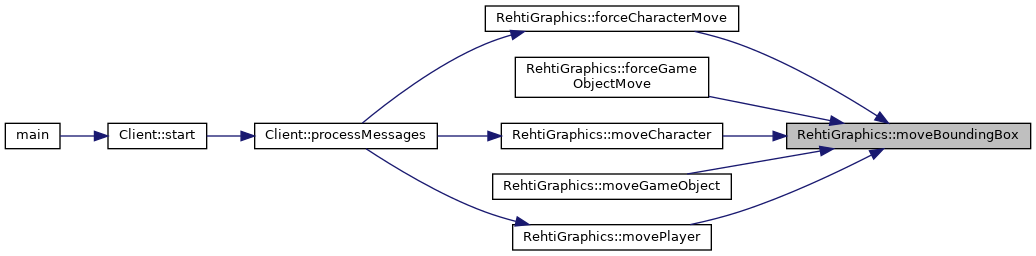 RehtiGraphics::forceCharacterMove
RehtiGraphics::forceGame
ObjectMove
main
Client::start
Client::processMessages
RehtiGraphics::moveCharacter
RehtiGraphics::moveBoundingBox
RehtiGraphics::moveGameObject
RehtiGraphics::movePlayer